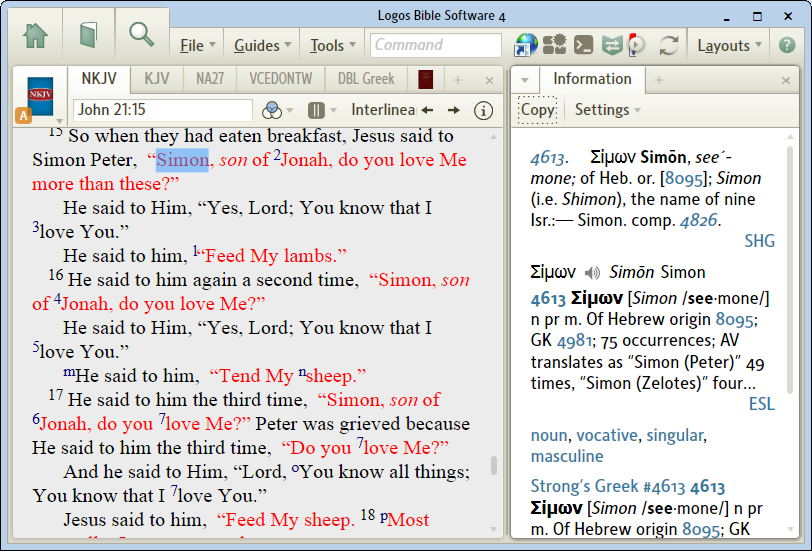 Logos Bible Software 4
File Guides Tools Command Layouts ?
NKJV KJV NA27 VCEDONTW DBL Greek
NKJV
A
John 21:15 Interlinea
15 So when they had eaten breakfast, Jesus said to
Simon Peter, “Simon, son of 2Jonah, do you love Me
more than these?”
He said to Him, “Yes, Lord; You know that I
3love You.”
He said to him, l“Feed My lambs.”
16 He said to him again a second time, “Simon, son
of 4Jonah, do you love Me?”
He said to Him, “Yes, Lord; You know that I
5love You.”
mHe said to him, “Tend My nsheep.”
17 He said to him the third time, “Simon, son of
6Jonah, do you 7love Me?” Peter was grieved because
He said to him the third time, “Do you 7love Me?”
And he said to Him, “Lord, oYou know all things;
You know that I 7love You.”
Jesus said to him, “Feed My sheep. 18 pMost
Information
Copy Settings
4613. Σίμων Simōn, see´-
mone; of Heb. or. [8095]; Simon
(i.e. Shimon), the name of nine
Isr.:— Simon. comp. 4826.
SHG
Σίμων Simōn Simon
4613 Σίμων [Simon /see·mone/]
n pr m. Of Hebrew origin 8095;
GK 4981; 75 occurrences; AV
translates as “Simon (Peter)” 49
times, “Simon (Zelotes)” four…
ESL
noun, vocative, singular,
masculine
Strong’s Greek #4613 4613
Σίμων [Simon /see·mone/] n pr
m. Of Hebrew origin 8095; GK